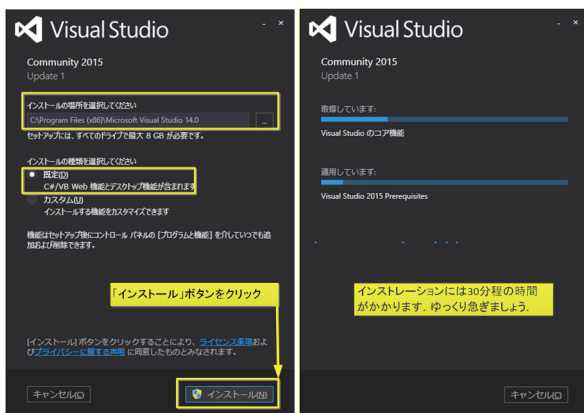 Visual Studio
Community 2015
Update 1
インストールの場所を選択してください
C:\Program Files (x86)\Microsoft Visual Studio 14.0
...
セットアップには、すべてのドライブで最大 8 GB が必要です。
インストールの種類を選択してください
既定(D)
C#/VB Web 機能とデスクトップ機能が含まれます
カスタム(U)
インストールする機能をカスタマイズできます
機能はセットアップ後にコントロール パネルの [プログラムと機能] を介していつでも追
加および削除できます。
「インストール」ボタンをクリック
[インストール] ボタンをクリックすることにより、ライセンス条項およ
びプライバシーに関する声明 に同意したものとみなされます。
キャンセル(C)
インストール(N)
Visual Studio
Community 2015
Update 1
取得しています:
Visual Studio のコア機能
適用しています:
Visual Studio 2015 Prerequisites
インストレーションには30分程の時間
がかかります．ゆっくり急ぎましょう．
キャンセル(C)